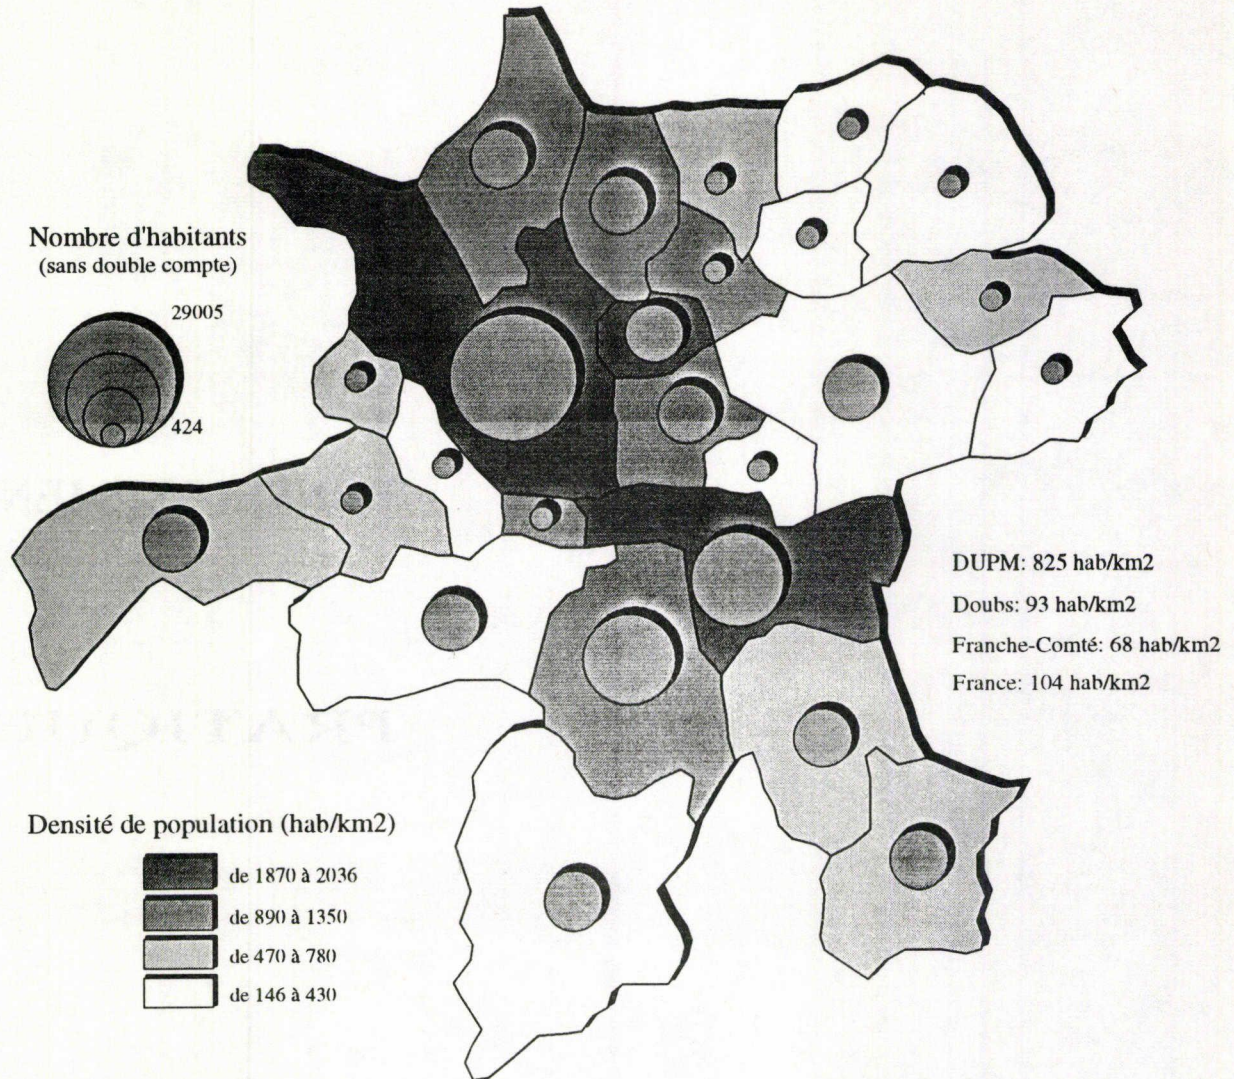 Nombre d'habitants
(sans double compte)
29005
424
DUPM: 825 hab/km2
Doubs: 93 hab/km2
Franche-Comté: 68 hab/km2
France: 104 hab/km2
Densité de population (hab/km2)
de 1870 à 2036
de 890 à 1350
de 470 à 780
de 146 à 430